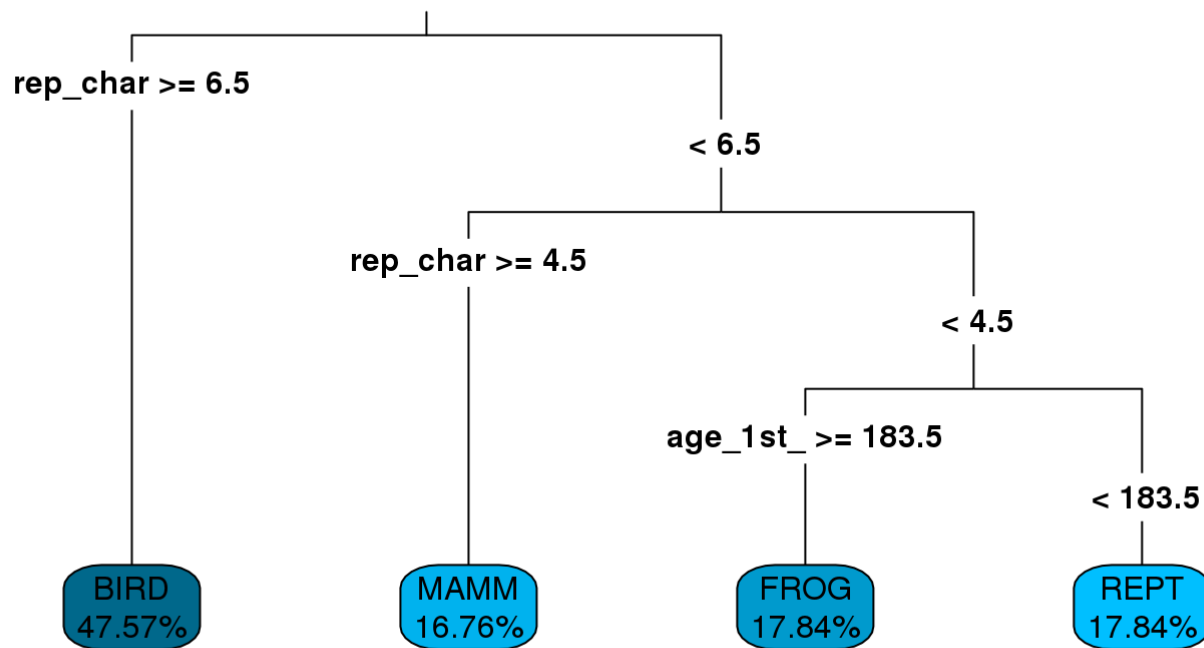 rep_char >= 6.5
< 6.5
rep_char >= 4.5
< 4.5
age_1st_ >= 183.5
< 183.5
BIRD
47.57%
MAMM
16.76%
FROG
17.84%
REPT
17.84%